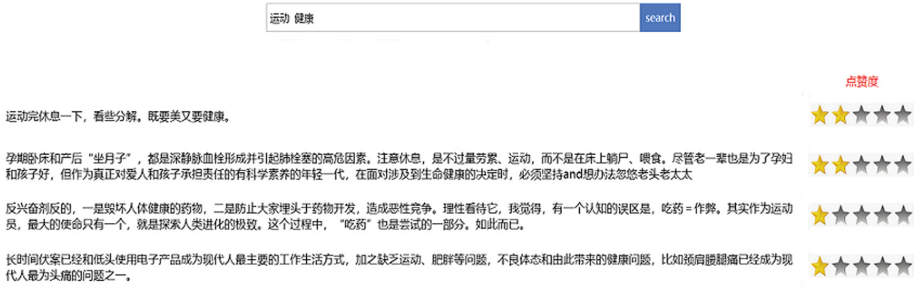 运动 健康
search
点赞度
运动完休息一下，看些分解。既要美又要健康。
孕期卧床和产后“坐月子”，都是深静脉血栓形成并引起肺栓塞的高危因素。注意休息，是不过量劳累、运动，而不是在床上躺尸、喂食。尽管老一辈也是为了孕妇
和孩子好，但作为真正对爱人和孩子承担责任的有科学素养的年轻一代，在面对涉及到生命健康的决定时，必须坚持and想办法忽悠老头老太太
反兴奋剂反的，一是毁坏人体健康的药物，二是防止大家埋头于药物开发，造成恶性竞争。理性看待它，我觉得，有一个认知的误区是，吃药＝作弊。其实作为运动
员，最大的使命只有一个，就是探索人类进化的极致。这个过程中，“吃药”也是尝试的一部分。如此而已。
长时间伏案已经和低头使用电子产品成为现代人最主要的工作生活方式，加之缺乏运动、肥胖等问题，不良体态和由此带来的健康问题，比如颈肩腰腿痛已经成为现
代人最为头痛的问题之一。